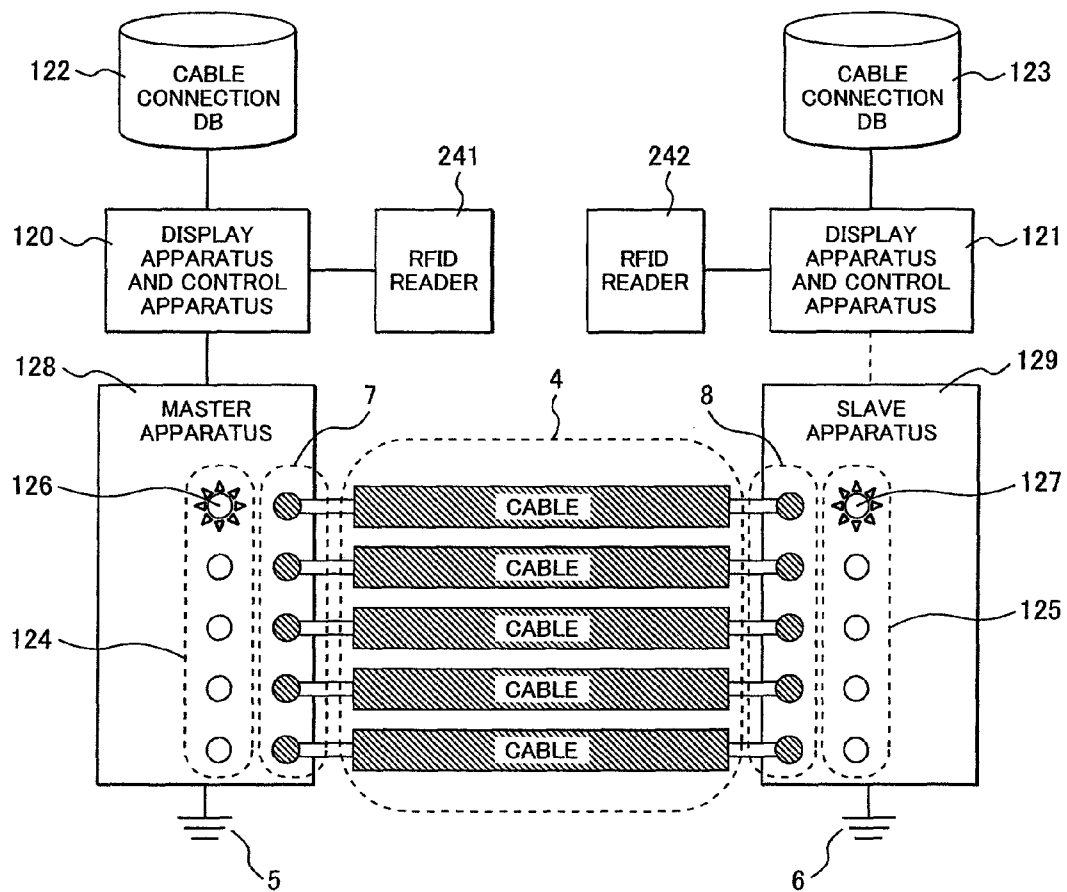 122
CABLE
CONNECTION
DB
CABLE
CONNECTION
DB
123
241
242
120
DISPLAY
APPARATUS
AND CONTROL
APPARATUS
RFID
READER
RFID
READER
DISPLAY
APPARATUS
AND CONTROL
APPARATUS
121
128
129
MASTER
APPARATUS
7
4
8
SLAVE
APPARATUS
126
CABLE
127
CABLE
124
CABLE
125
CABLE
CABLE
5
6